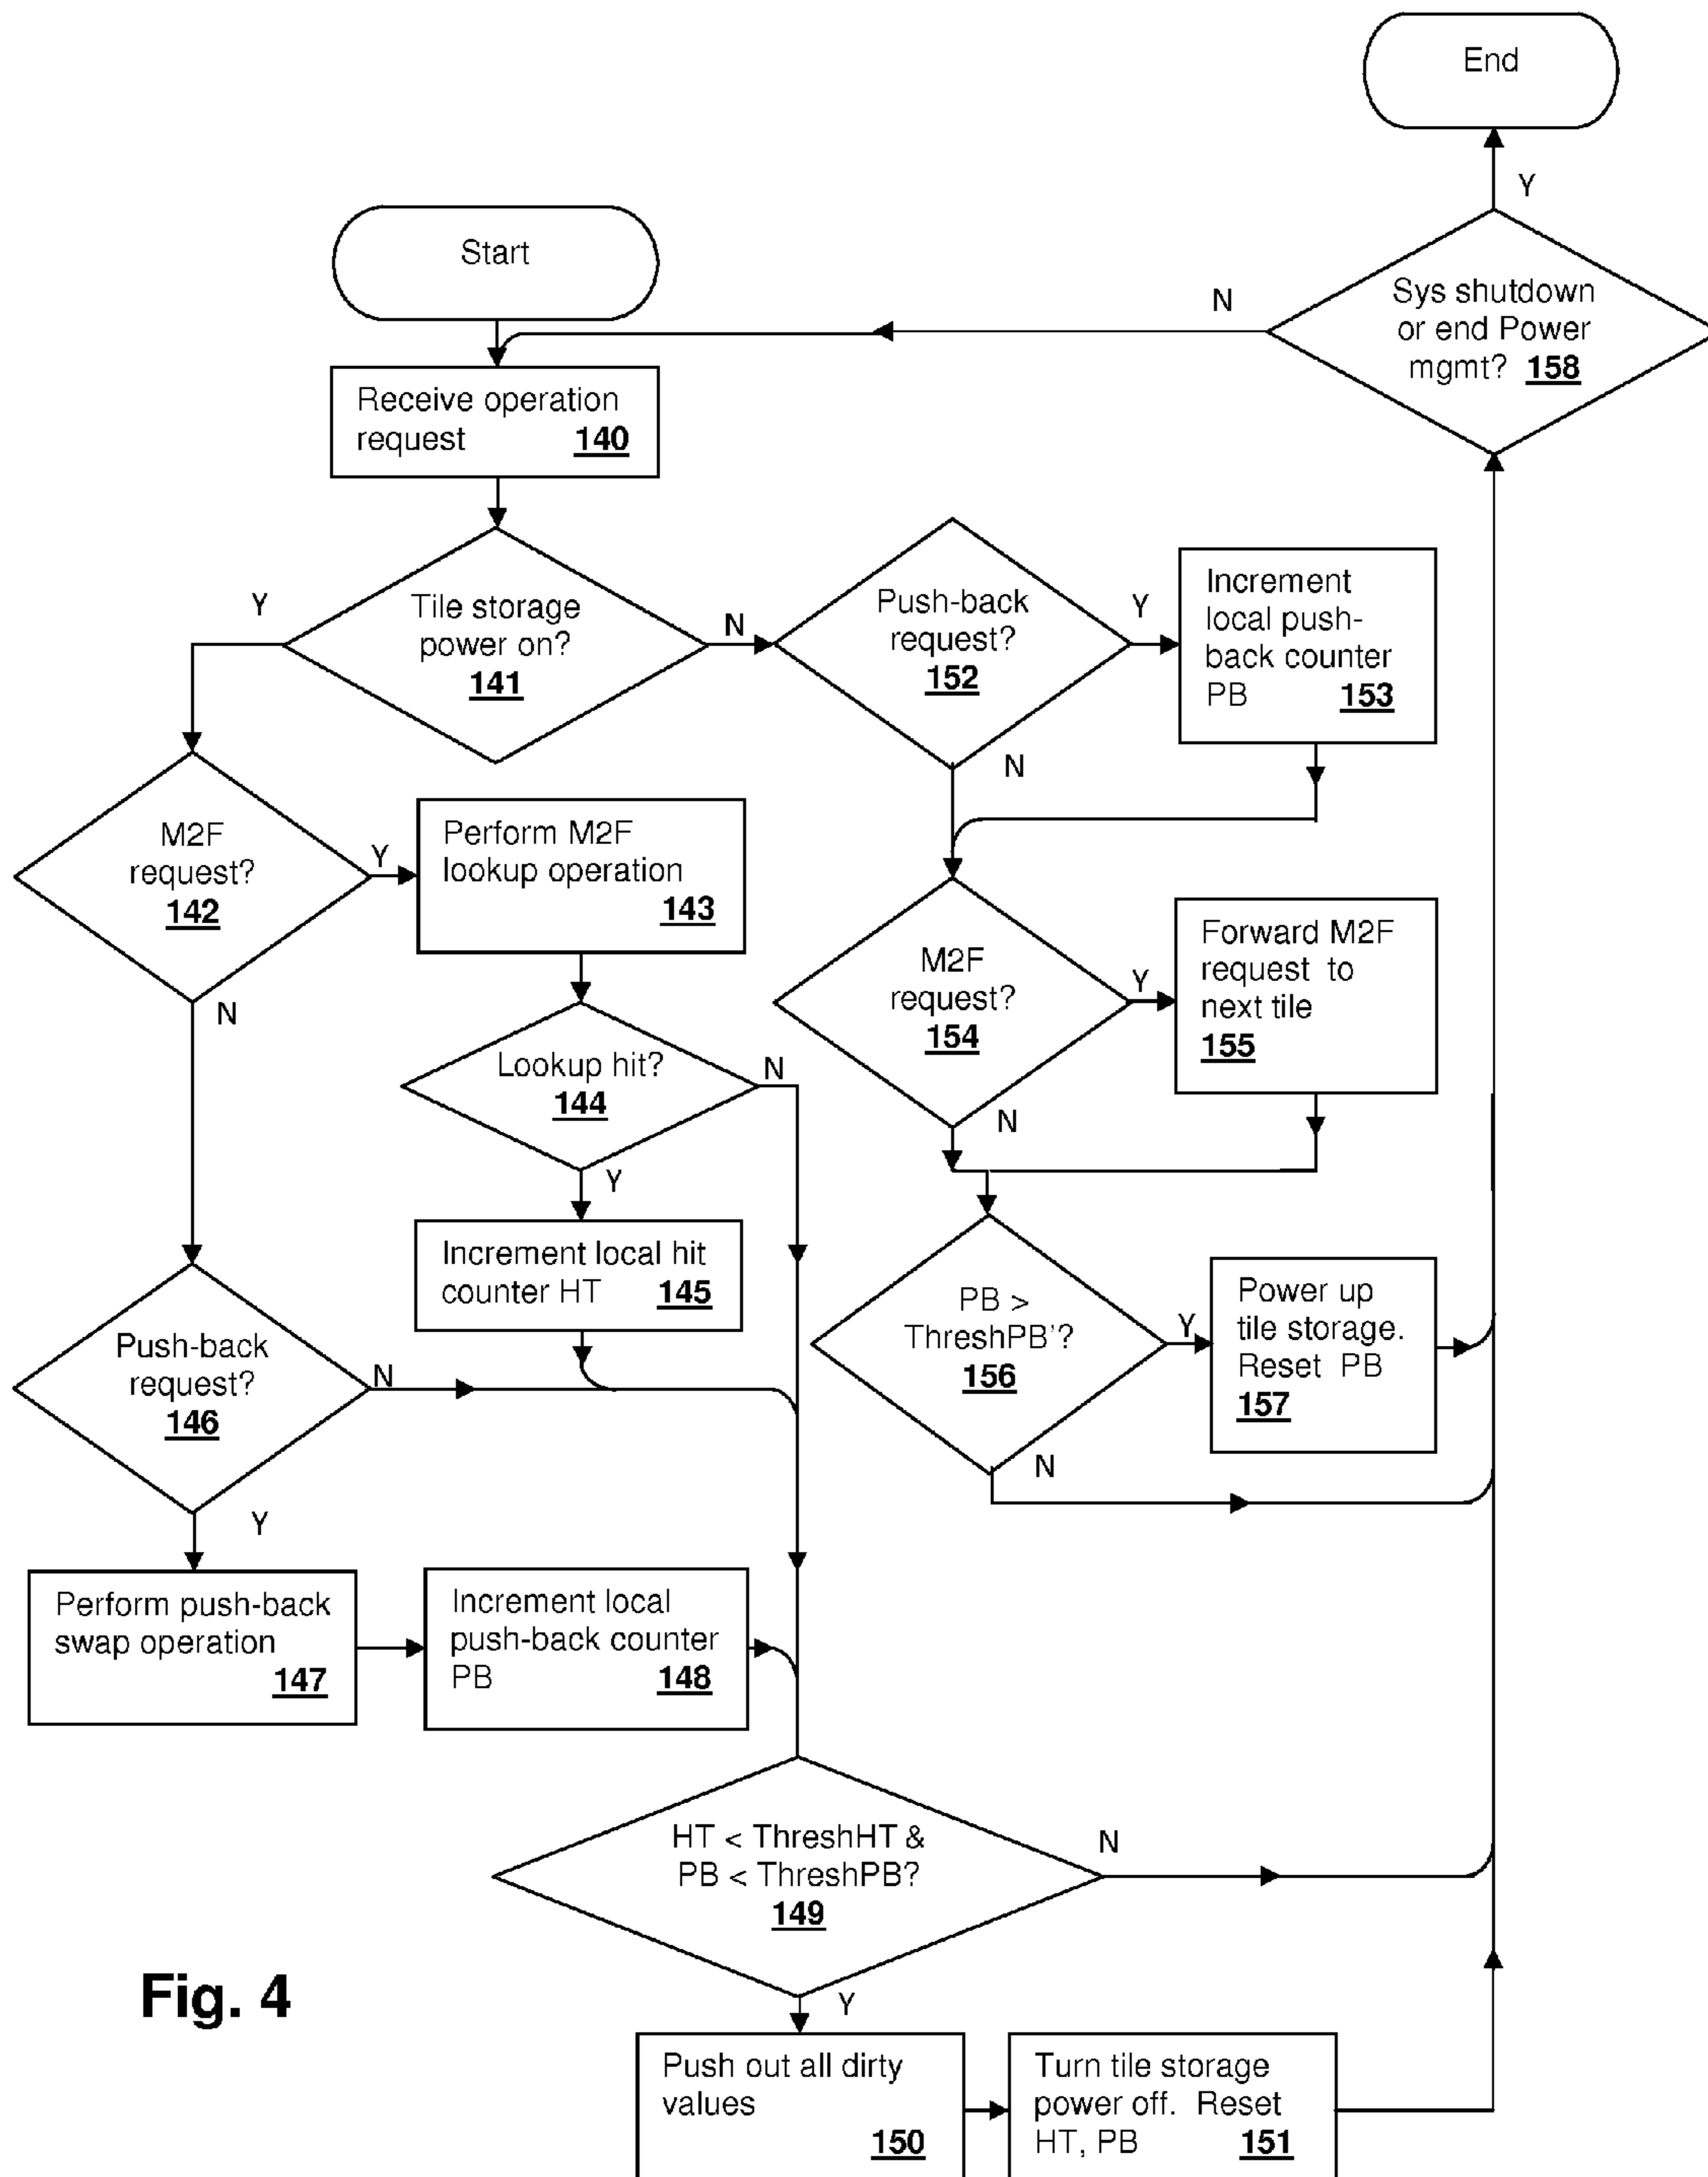 End
Y
Start
Sys shutdown
or end Power
mgmt? 158
N
Receive operation
request 140
Tile storage
power on?
141
Y
N
Push-back
request?
152
Y
N
Increment
local push-
back counter
PB 153
M2F
request?
142
Y
N
Perform M2F
lookup operation
143
M2F
request?
154
Y
N
Forward M2F
request to
next tile
155
Lookup hit?
144
N
Y
Increment local hit
counter HT 145
PB >
ThreshPB'?
156
Y
N
Power up
tile storage.
Reset PB
157
Push-back
request?
146
N
Y
Perform push-back
swap operation
147
Increment local
push-back counter
PB 148
HT < ThreshHT &
PB < ThreshPB?
149
N
Y
Fig. 4
Push out all dirty
values
150
Turn tile storage
power off. Reset
HT, PB 151